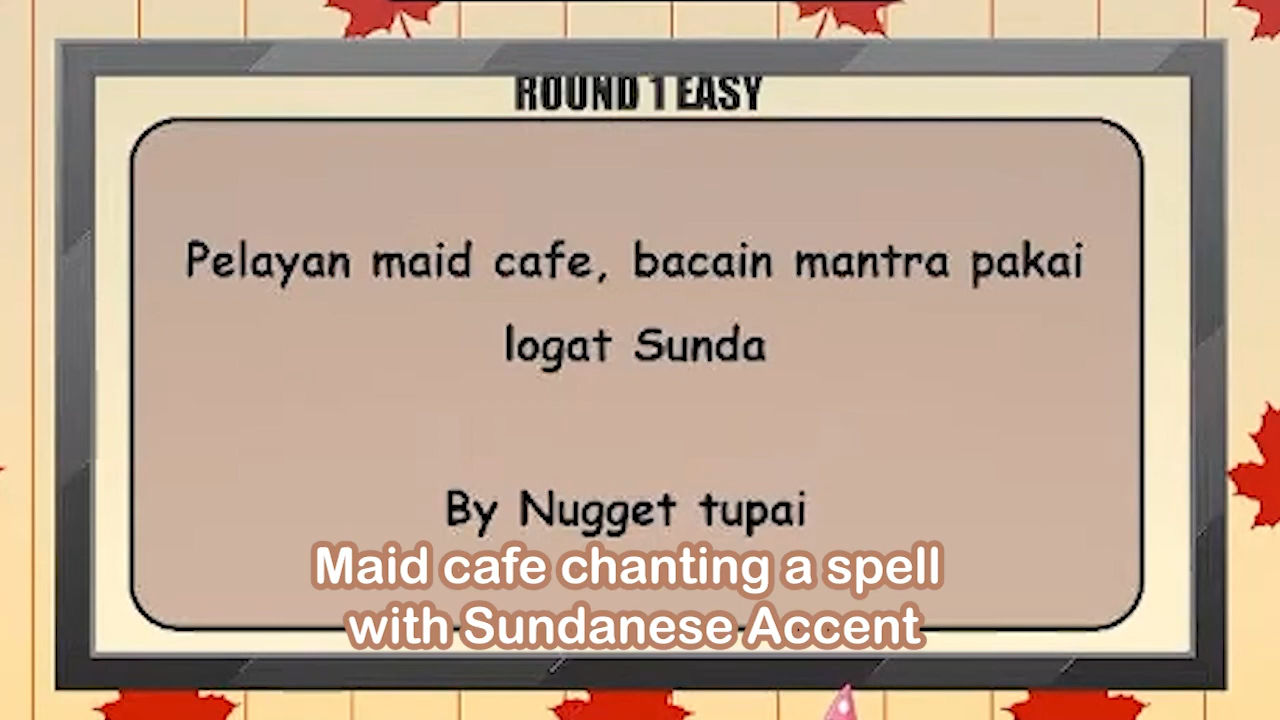 ROUND 1 EASY
Pelayan maid cafe, bacain mantra pakai
logat Sunda
By Nugget tupai
Maid cafe chanting a spell
with Sundanese Accent